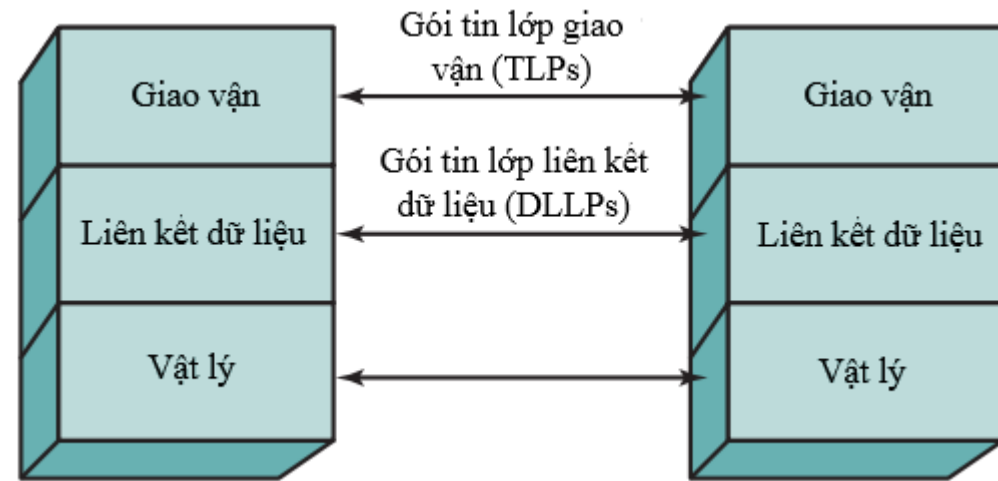 Gói tin lớp giao
vận (TLPs)
Giao vận
Giao vận
Gói tin lớp liên kết
dữ liệu (DLLPs)
Liên kết dữ liệu
Liên kết dữ liệu
Vật lý
Vật lý